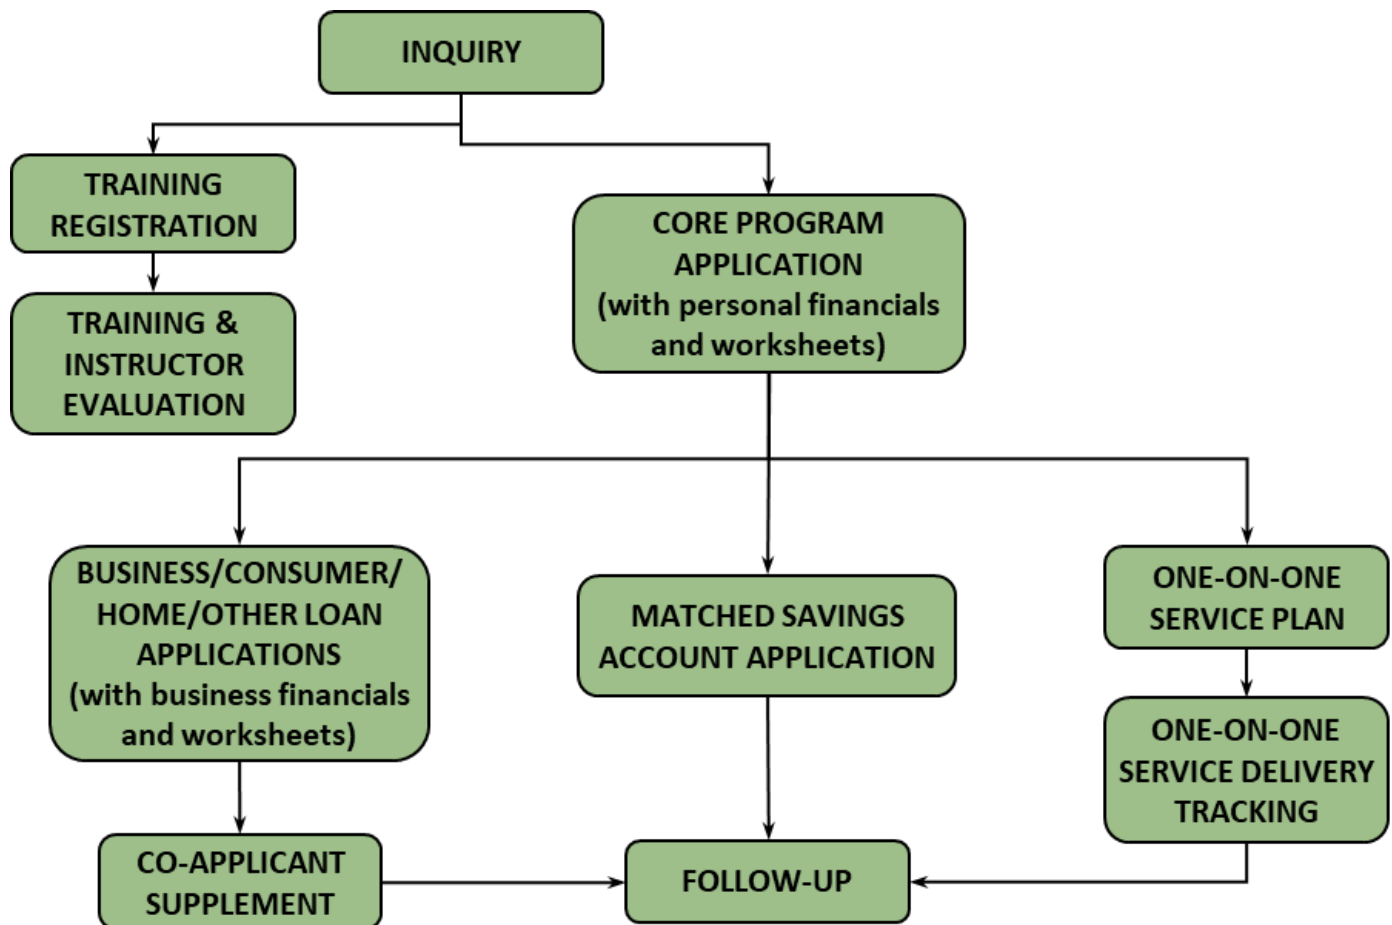 INQUIRY
TRAINING
REGISTRATION
TRAINING &
INSTRUCTOR
EVALUATION
CORE PROGRAM
APPLICATION
(with personal financials
and worksheets)
BUSINESS/CONSUMER/
HOME/OTHER LOAN
APPLICATIONS
(with business financials
and worksheets)
MATCHED SAVINGS
ACCOUNT APPLICATION
ONE-ON-ONE
SERVICE PLAN
ONE-ON-ONE
SERVICE DELIVERY
TRACKING
CO-APPLICANT
SUPPLEMENT
FOLLOW-UP